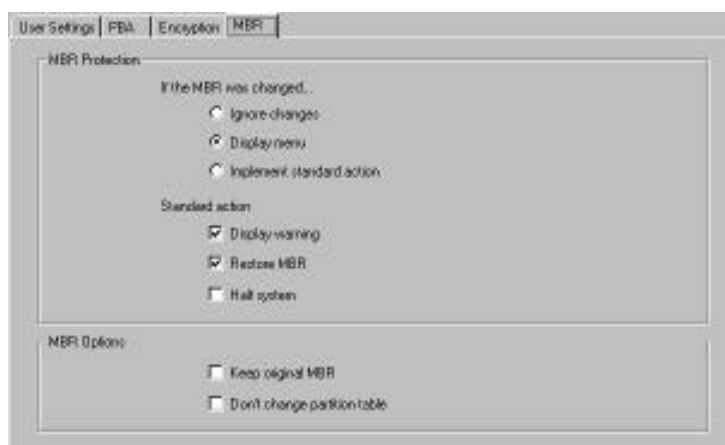 User Settings PBA Encryption MBR
MBR Protection
If the MBR was changed...
Ignore changes
Display menu
Implement standard action
Standard action
Display warning
Restore MBR
Halt system
MBR Options
Keep original MBR
Don't change partition table